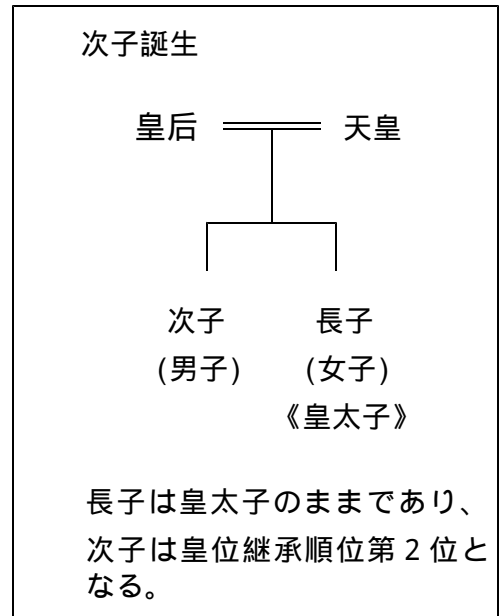 次子誕生
皇后 天皇
次子 長子
(男子) (女子)
《皇太子》
長子は皇太子のままであり、
次子は皇位継承順位第２位と
なる。